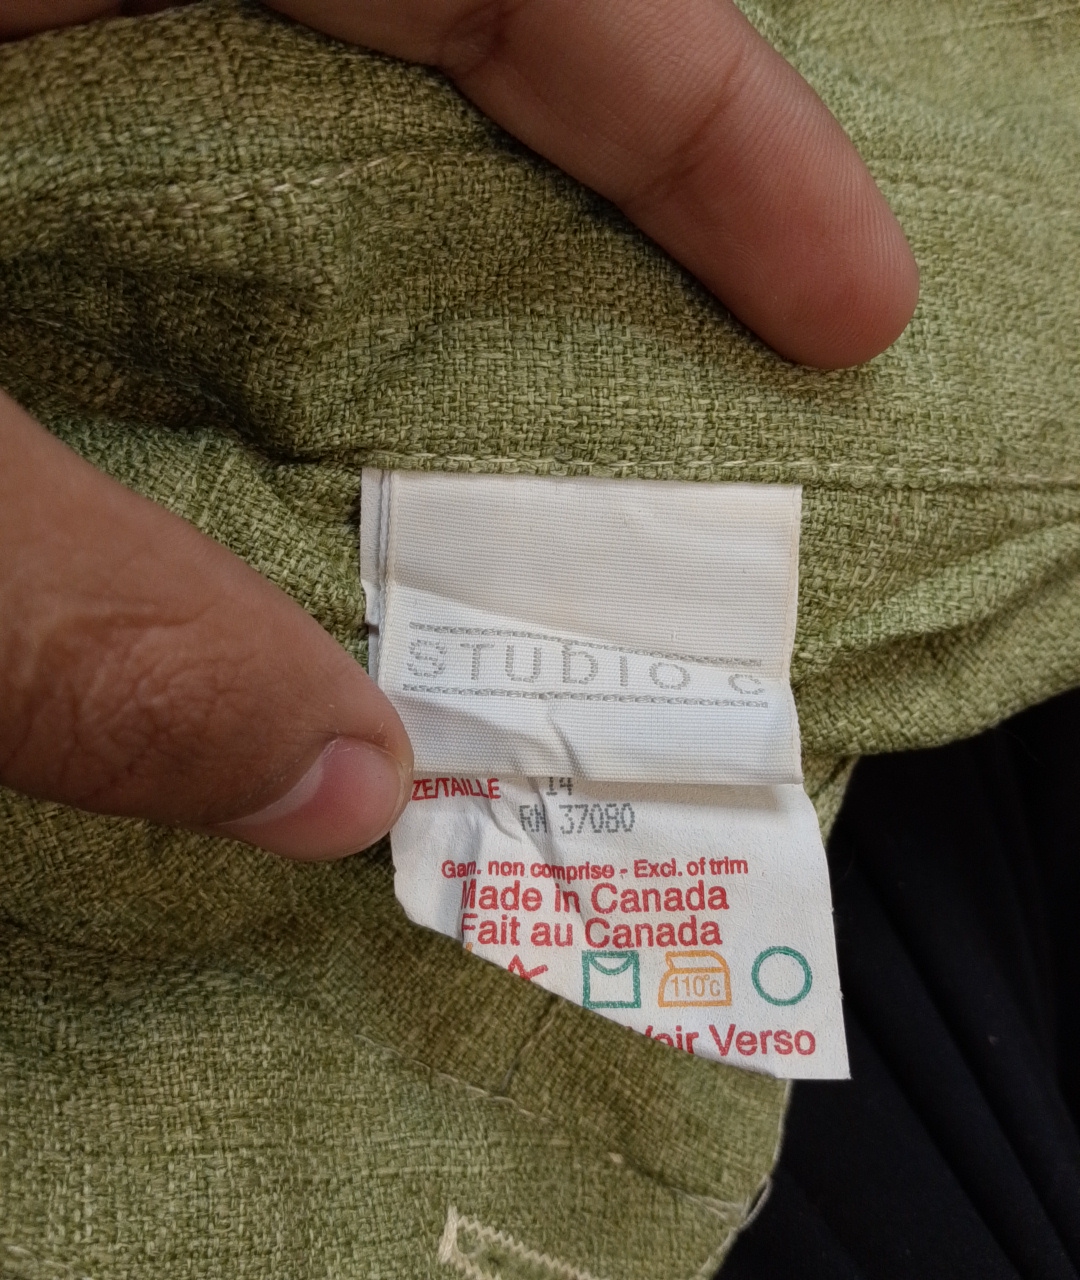 STUDIO C
ZE/TAILLE 14
RN 37080
Garn. non comprise - Excl. of trim
Made in Canada
Fait au Canada
110°C
Voir Verso